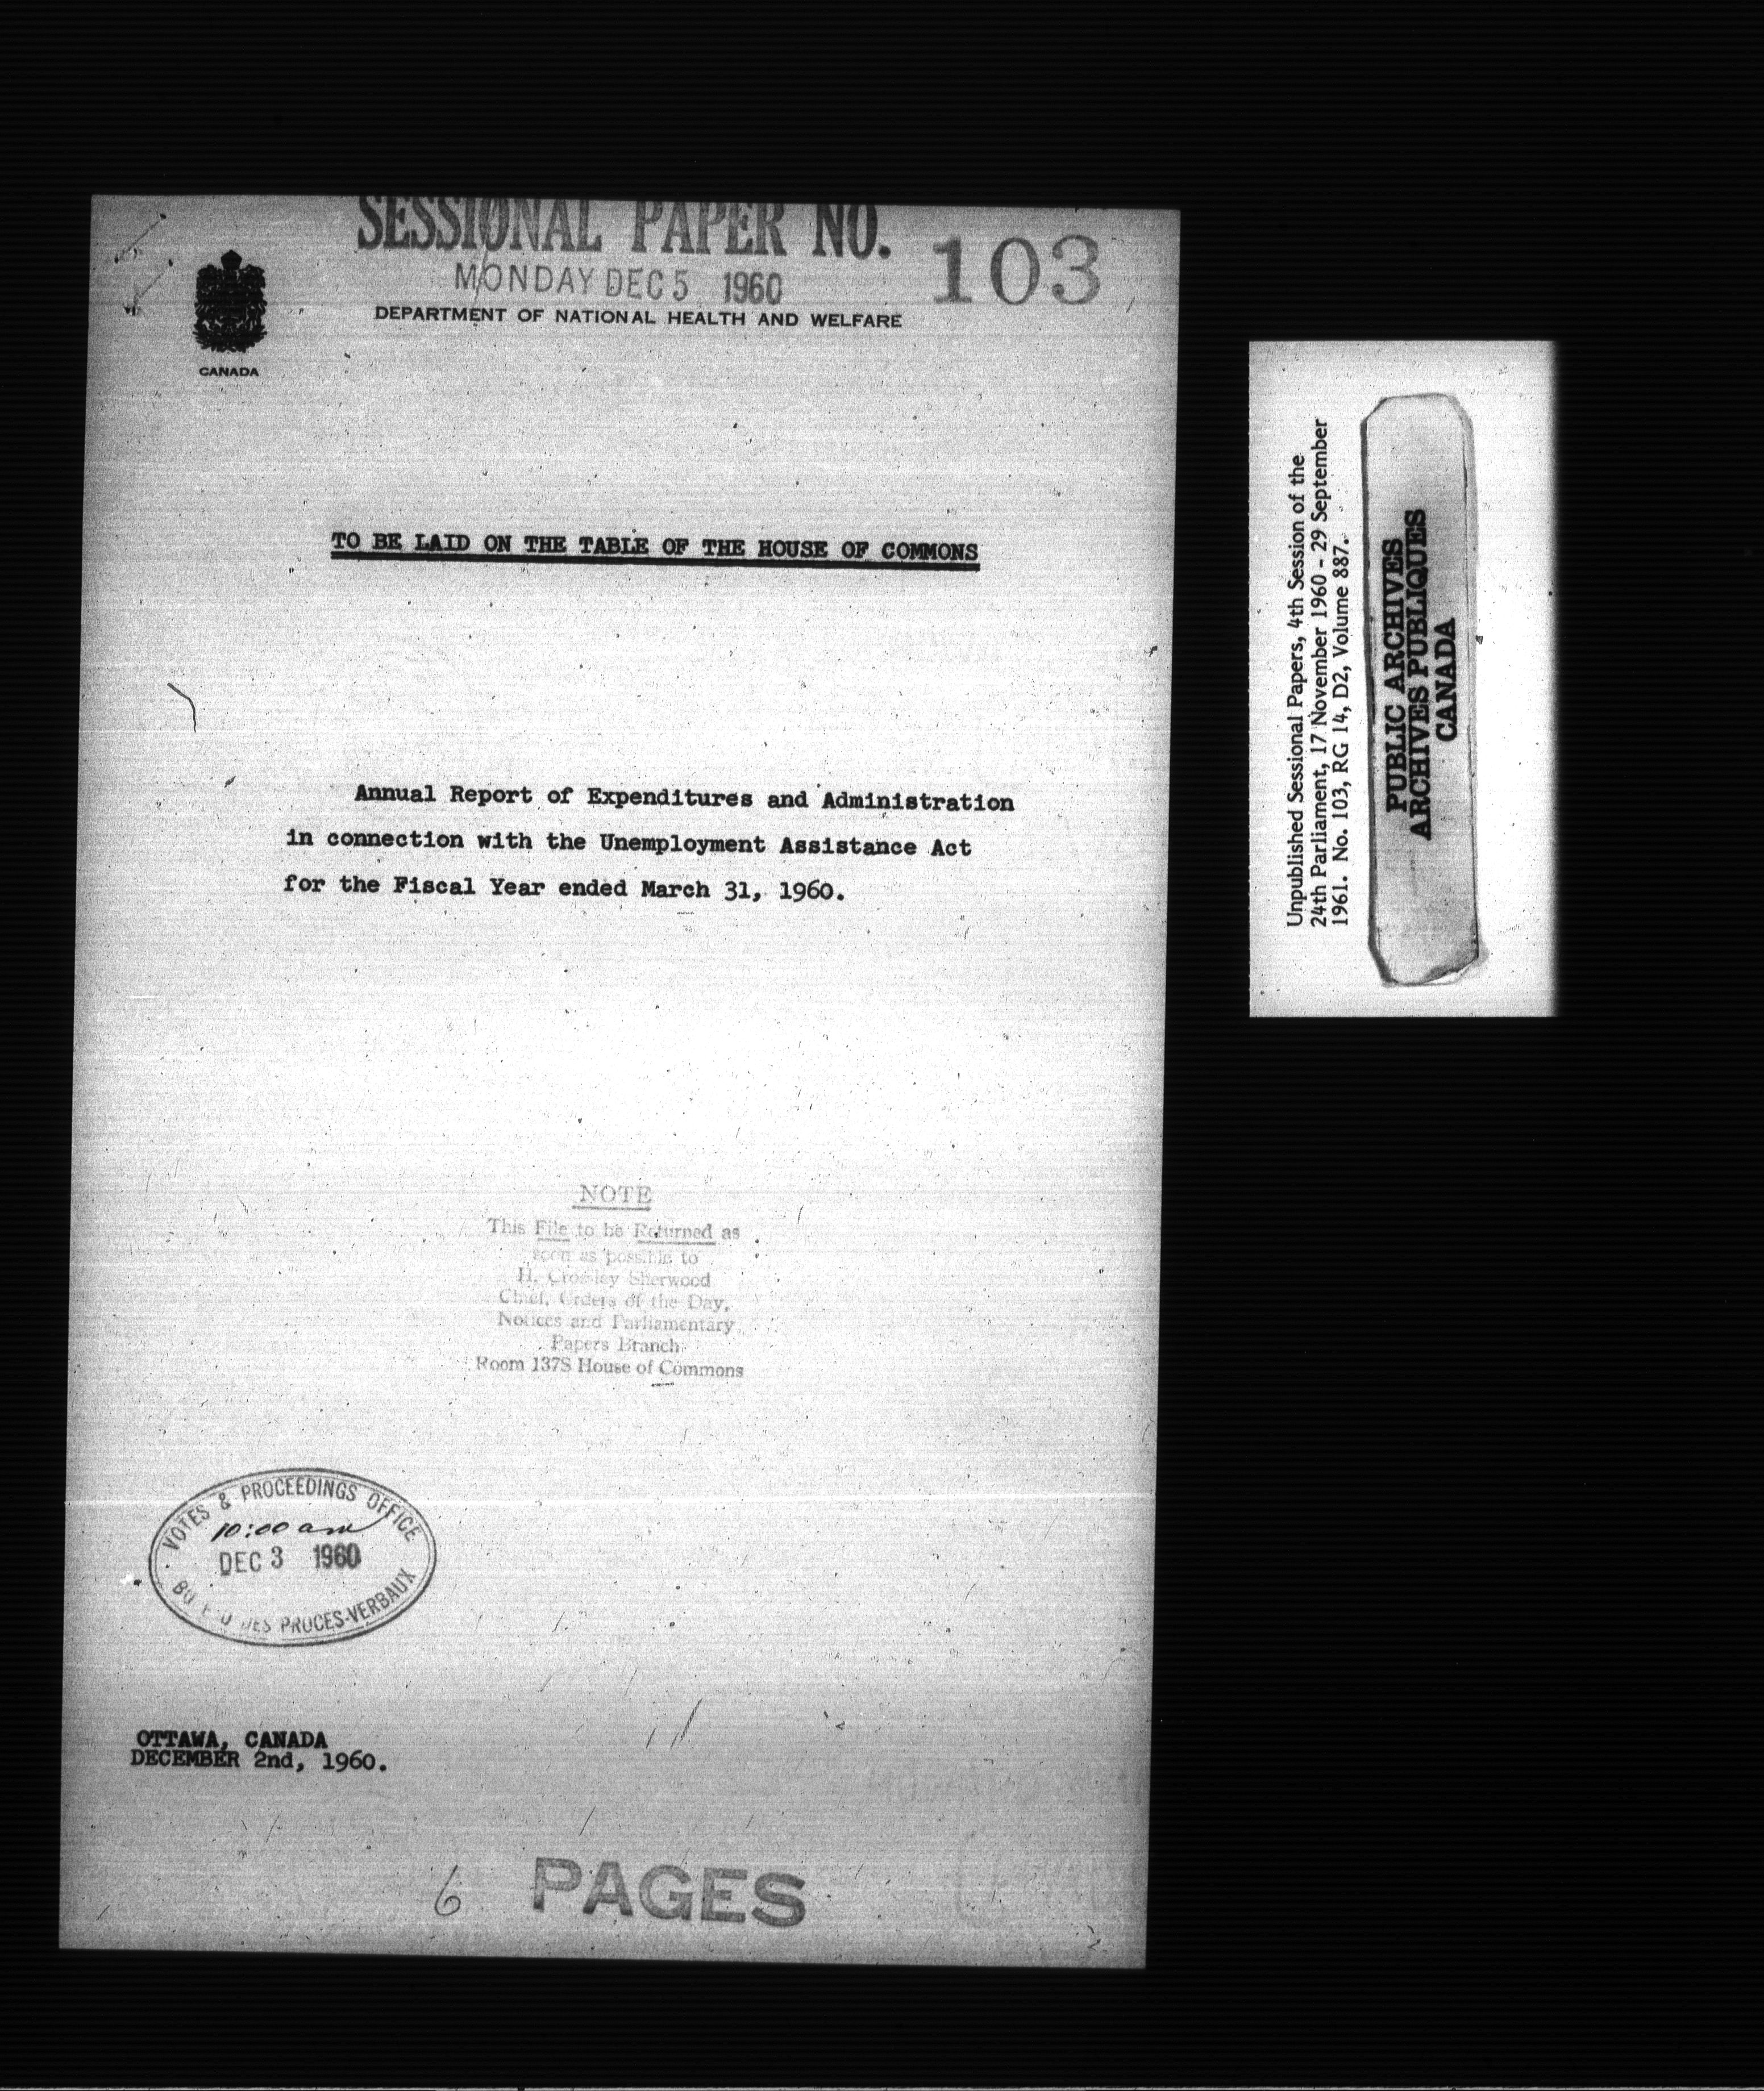 SESSIONAL PAPER NO. 103
MONDAY DEC 5 1960
DEPARTMENT OF NATIONAL HEALTH AND WELFARE
CANADA
TO BE LAID ON THE TABLE OF THE HOUSE OF COMMONS
Annual Report of Expenditures and Administration
in connection with the Unemployment Assistance Act
for the Fiscal Year ended March 31, 1960.
NOTE
This File to be Returned as
soon as possible to
H. Crossley Sherwood
Chief, Orders of the Day,
Notices and Parliamentary
Papers Branch
Room 137S House of Commons
VOTES & PROCEEDINGS OFFICE
10:00 am
DEC 3 1960
DES PROCES-VERBAUX
OTTAWA, CANADA
DECEMBER 2nd, 1960.
6 PAGES
Unpublished Sessional Papers, 4th Session of the
24th Parliament, 17 November 1960 - 29 September
1961. No. 103, RG 14, D2, Volume 887.
PUBLIC ARCHIVES
ARCHIVES PUBLIQUES
CANADA